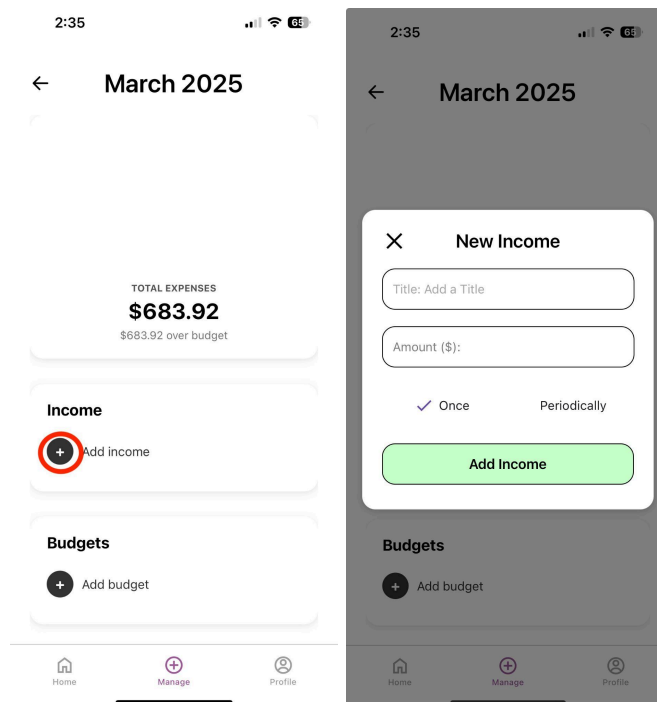 2:35
65
← March 2025
TOTAL EXPENSES
$683.92
$683.92 over budget
Income
+ Add income
Budgets
+ Add budget
Home Manage Profile
2:35
65
← March 2025
New Income
Title: Add a Title
Amount ($):
✓ Once Periodically
Add Income
Budgets
+ Add budget
Home Manage Profile